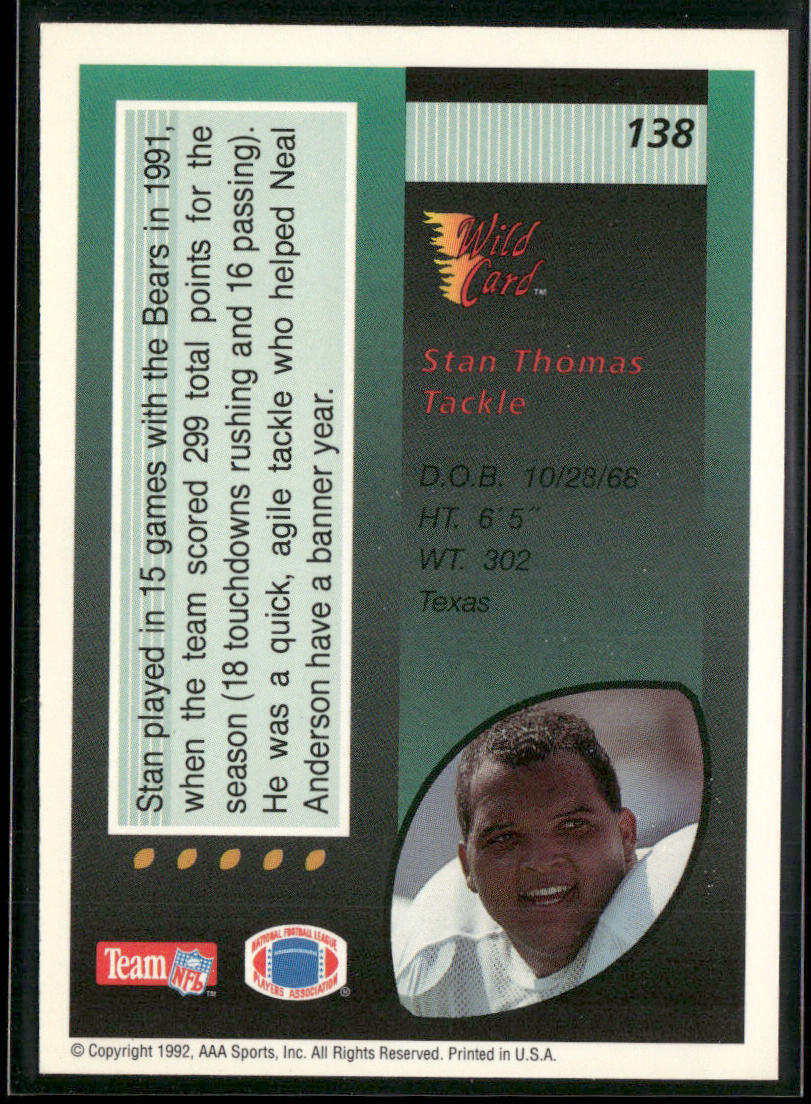 138
Wild
Card™
Stan Thomas
Tackle
D.O.B. 10/28/68
HT. 6'5"
WT. 302
Texas
Stan played in 15 games with the Bears in 1991,
when the team scored 299 total points for the
season (18 touchdowns rushing and 16 passing).
He was a quick, agile tackle who helped Neal
Anderson have a banner year.
Team NFL™
NATIONAL FOOTBALL LEAGUE
PLAYERS ASSOCIATION ®
© Copyright 1992, AAA Sports, Inc. All Rights Reserved. Printed in U.S.A.